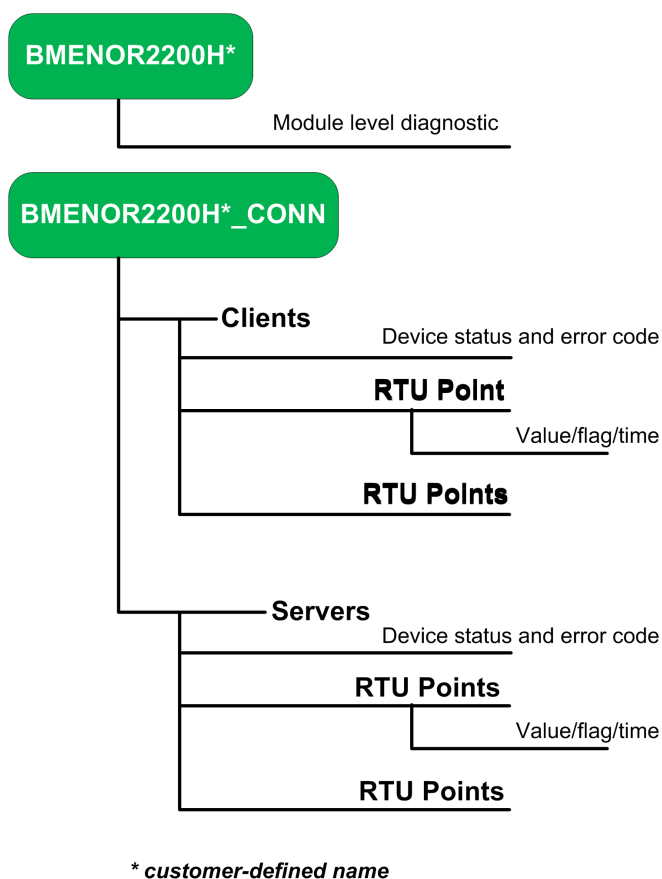 BMENOR2200H*
Module level diagnostic
BMENOR2200H*_CONN
Clients
Device status and error code
RTU Point
Value/flag/time
RTU Points
Servers
Device status and error code
RTU Points
Value/flag/time
RTU Points
* customer-defined name